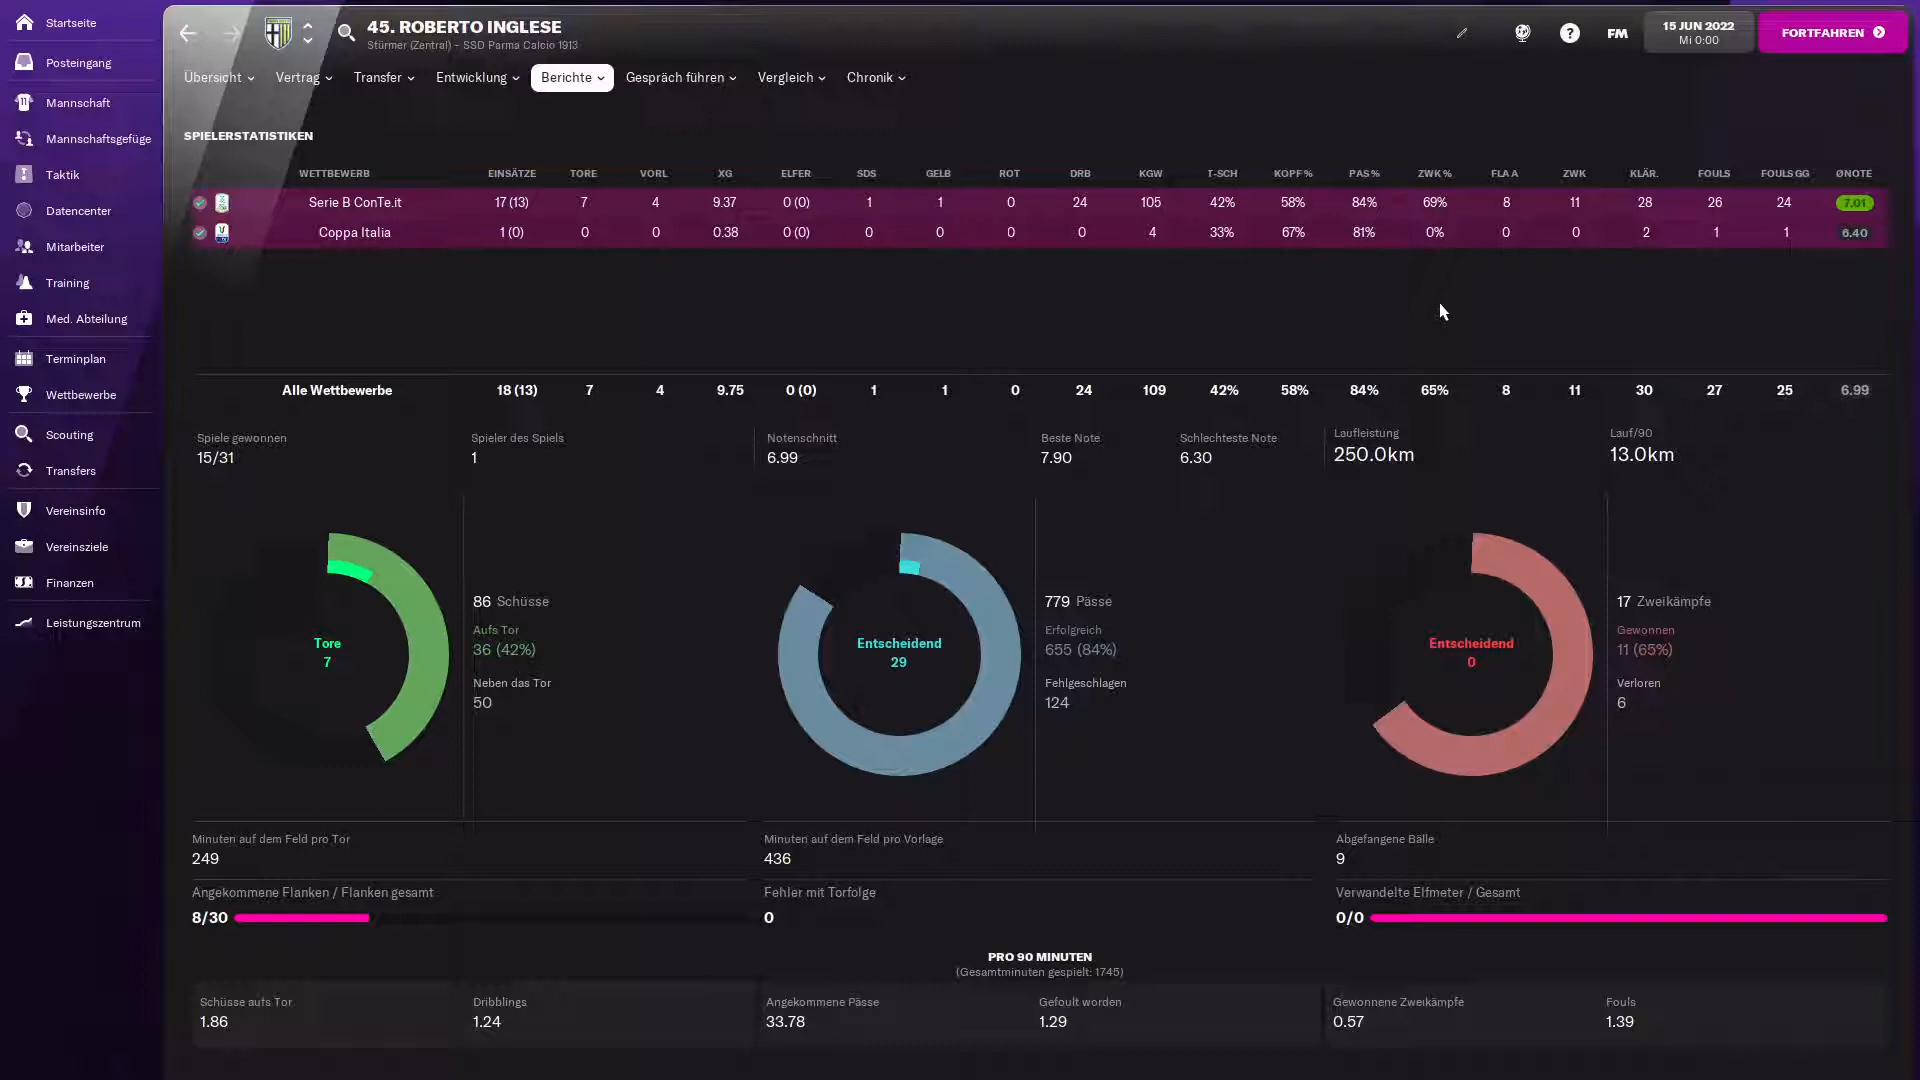 Startseite
Posteingang
Mannschaft
Mannschaftsgefüge
Taktik
Datencenter
Mitarbeiter
Training
Med. Abteilung
Terminplan
Wettbewerbe
Scouting
Transfers
Vereinsinfo
Vereinsziele
Finanzen
Leistungszentrum
45. ROBERTO INGLESE
Stürmer (Zentral) - SSD Parma Calcio 1913
? FM 15 JUN 2022
Mi 0:00
FORTFAHREN
Übersicht Vertrag Transfer Entwicklung Berichte Gespräch führen Vergleich Chronik
SPIELERSTATISTIKEN
WETTBEWERB EINSÄTZE TORE VORL XG ELFER SDS GELB ROT DRB KGW T-SCH KOPF % PAS % ZWK % FLA A ZWK KLÄR. FOULS FOULS GG ØNOTE
Serie B ConTe.it 17 (13) 7 4 9.37 0 (0) 1 1 0 24 105 42% 58% 84% 69% 8 11 28 26 24 7.01
Coppa Italia 1 (0) 0 0 0.38 0 (0) 0 0 0 0 4 33% 67% 81% 0% 0 0 2 1 1 6.40
Alle Wettbewerbe 18 (13) 7 4 9.75 0 (0) 1 1 0 24 109 42% 58% 84% 65% 8 11 30 27 25 6.99
Spiele gewonnen
15/31
Spieler des Spiels
1
Notenschnitt
6.99
Beste Note
7.90
Schlechteste Note
6.30
Laufleistung
250.0km
Lauf/90
13.0km
Tore
7
86 Schüsse
Aufs Tor
36 (42%)
Neben das Tor
50
Entscheidend
29
779 Pässe
Erfolgreich
655 (84%)
Fehlgeschlagen
124
Entscheidend
0
17 Zweikämpfe
Gewonnen
11 (65%)
Verloren
6
Minuten auf dem Feld pro Tor
249
Minuten auf dem Feld pro Vorlage
436
Abgefangene Bälle
9
Angekommene Flanken / Flanken gesamt
8/30
Fehler mit Torfolge
0
Verwandelte Elfmeter / Gesamt
0/0
PRO 90 MINUTEN
(Gesamtminuten gespielt: 1745)
Schüsse aufs Tor
1.86
Dribblings
1.24
Angekommene Pässe
33.78
Gefoult worden
1.29
Gewonnene Zweikämpfe
0.57
Fouls
1.39